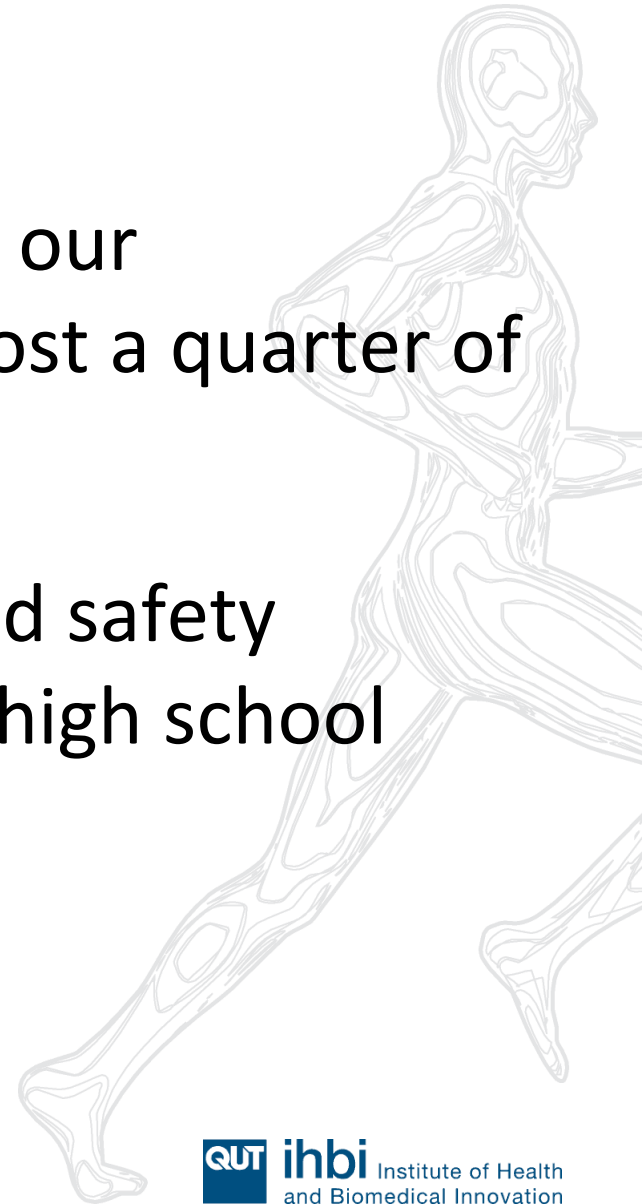 our
ost a quarter of
d safety
high school
QUT ihbi Institute of Health
and Biomedical Innovation